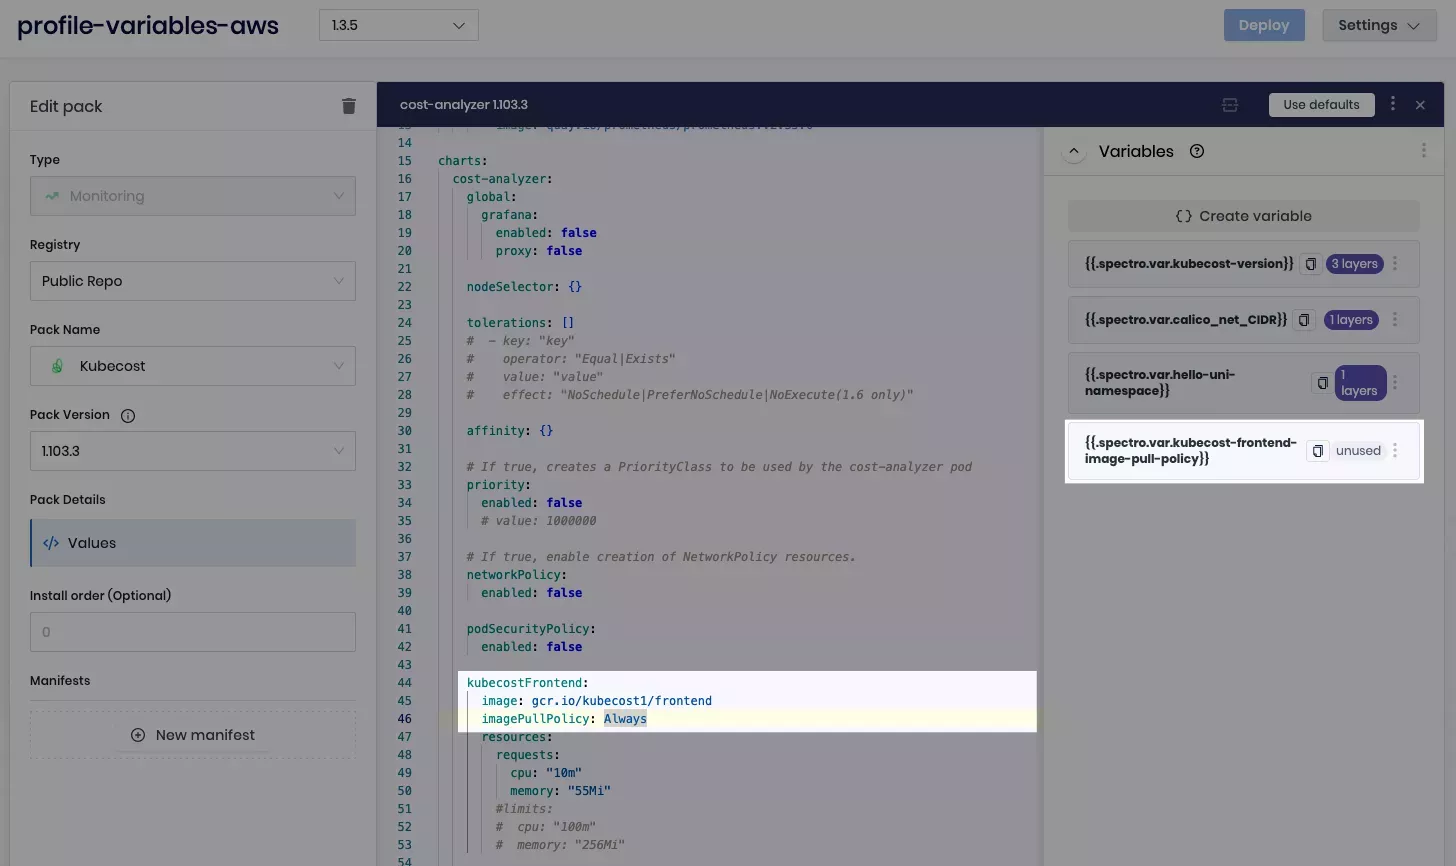 profile-variables-aws
1.3.5
Deploy
Settings
Edit pack
Type
Monitoring
Registry
Public Repo
Pack Name
Kubecost
Pack Version
1.103.3
Pack Details
</> Values
Install order (Optional)
0
Manifests
New manifest
cost-analyzer 1.103.3
Use defaults
14
15 charts:
16 cost-analyzer:
17 global:
18 grafana:
19 enabled: false
20 proxy: false
21
22 nodeSelector: {}
23
24 tolerations: []
25 # - key: "key"
26 # operator: "Equal|Exists"
27 # value: "value"
28 # effect: "NoSchedule|PreferNoSchedule|NoExecute(1.6 only)"
29
30 affinity: {}
31
32 # If true, creates a PriorityClass to be used by the cost-analyzer pod
33 priority:
34 enabled: false
35 # value: 1000000
36
37 # If true, enable creation of NetworkPolicy resources.
38 networkPolicy:
39 enabled: false
40
41 podSecurityPolicy:
42 enabled: false
43
44 kubecostFrontend:
45 image: gcr.io/kubecost1/frontend
46 imagePullPolicy: Always
47 resources:
48 requests:
49 cpu: "10m"
50 memory: "55Mi"
51 #limits:
52 # cpu: "100m"
53 # memory: "256Mi"
54
Variables
{} Create variable
{{.spectro.var.kubecost-version}} 3 layers
{{.spectro.var.calico_net_CIDR}} 1 layers
{{.spectro.var.hello-uni-
namespace}}
1
layers
{{.spectro.var.kubecost-frontend-
image-pull-policy}}
unused